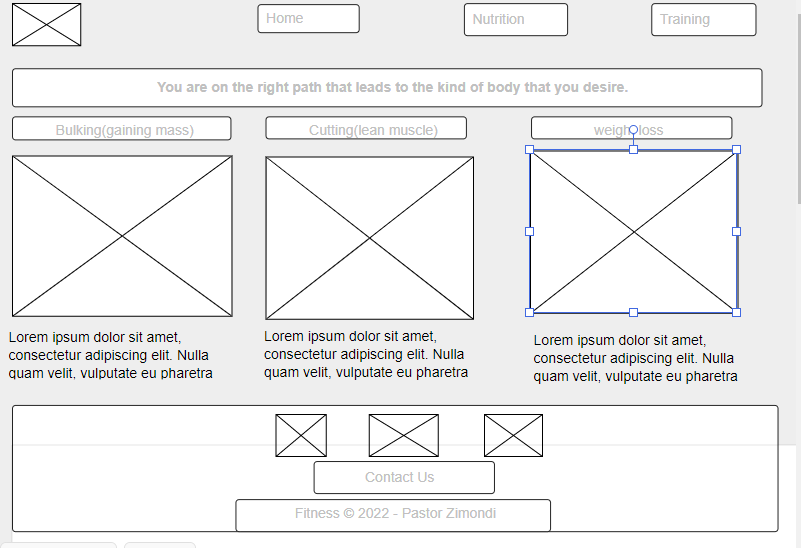 Home
Nutrition
Training
You are on the right path that leads to the kind of body that you desire.
Bulking(gaining mass)
Cutting(lean muscle)
weight loss
Lorem ipsum dolor sit amet,
consectetur adipiscing elit. Nulla
quam velit, vulputate eu pharetra
Lorem ipsum dolor sit amet,
consectetur adipiscing elit. Nulla
quam velit, vulputate eu pharetra
Lorem ipsum dolor sit amet,
consectetur adipiscing elit. Nulla
quam velit, vulputate eu pharetra
Contact Us
Fitness © 2022 - Pastor Zimondi